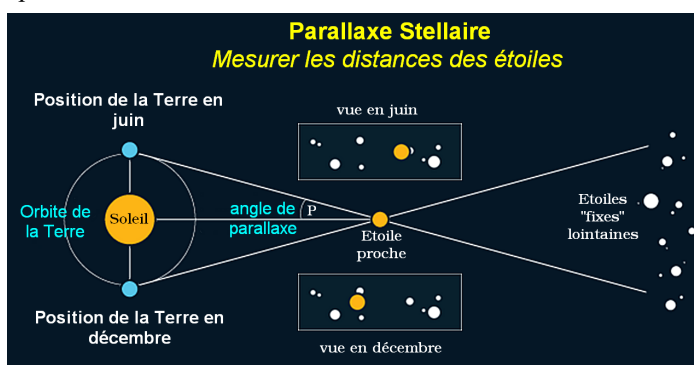 Parallaxe Stellaire
Mesurer les distances des étoiles
Position de la Terre en
juin
vue en juin
Orbite de
la Terre
Soleil
angle de
parallaxe
P
Etoile
proche
Etoiles
"fixes"
lointaines
Position de la Terre en
décembre
vue en décembre